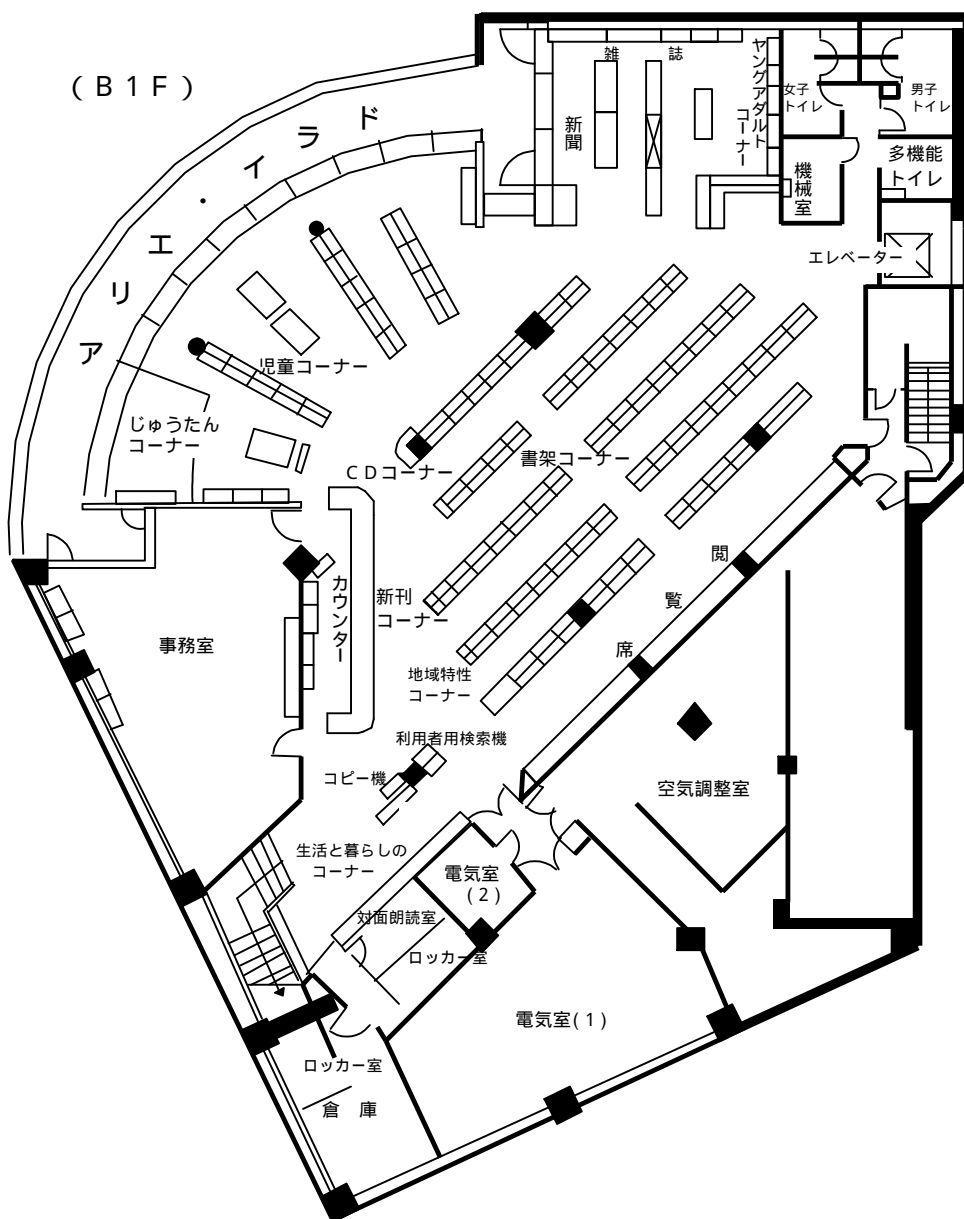 (B1F)
ドライ・エリア
雑 誌
新聞
ヤングアダルト
コーナー
女子
トイレ
男子
トイレ
多機能
トイレ
機械室
エレベーター
児童コーナー
じゅうたん
コーナー
CDコーナー
書架コーナー
カウンター
新刊
コーナー
事務室
閲覧席
地域特性
コーナー
利用者用検索機
コピー機
空気調整室
生活と暮らしの
コーナー
電気室
(2)
対面朗読室
ロッカー室
電気室(1)
ロッカー室
倉 庫